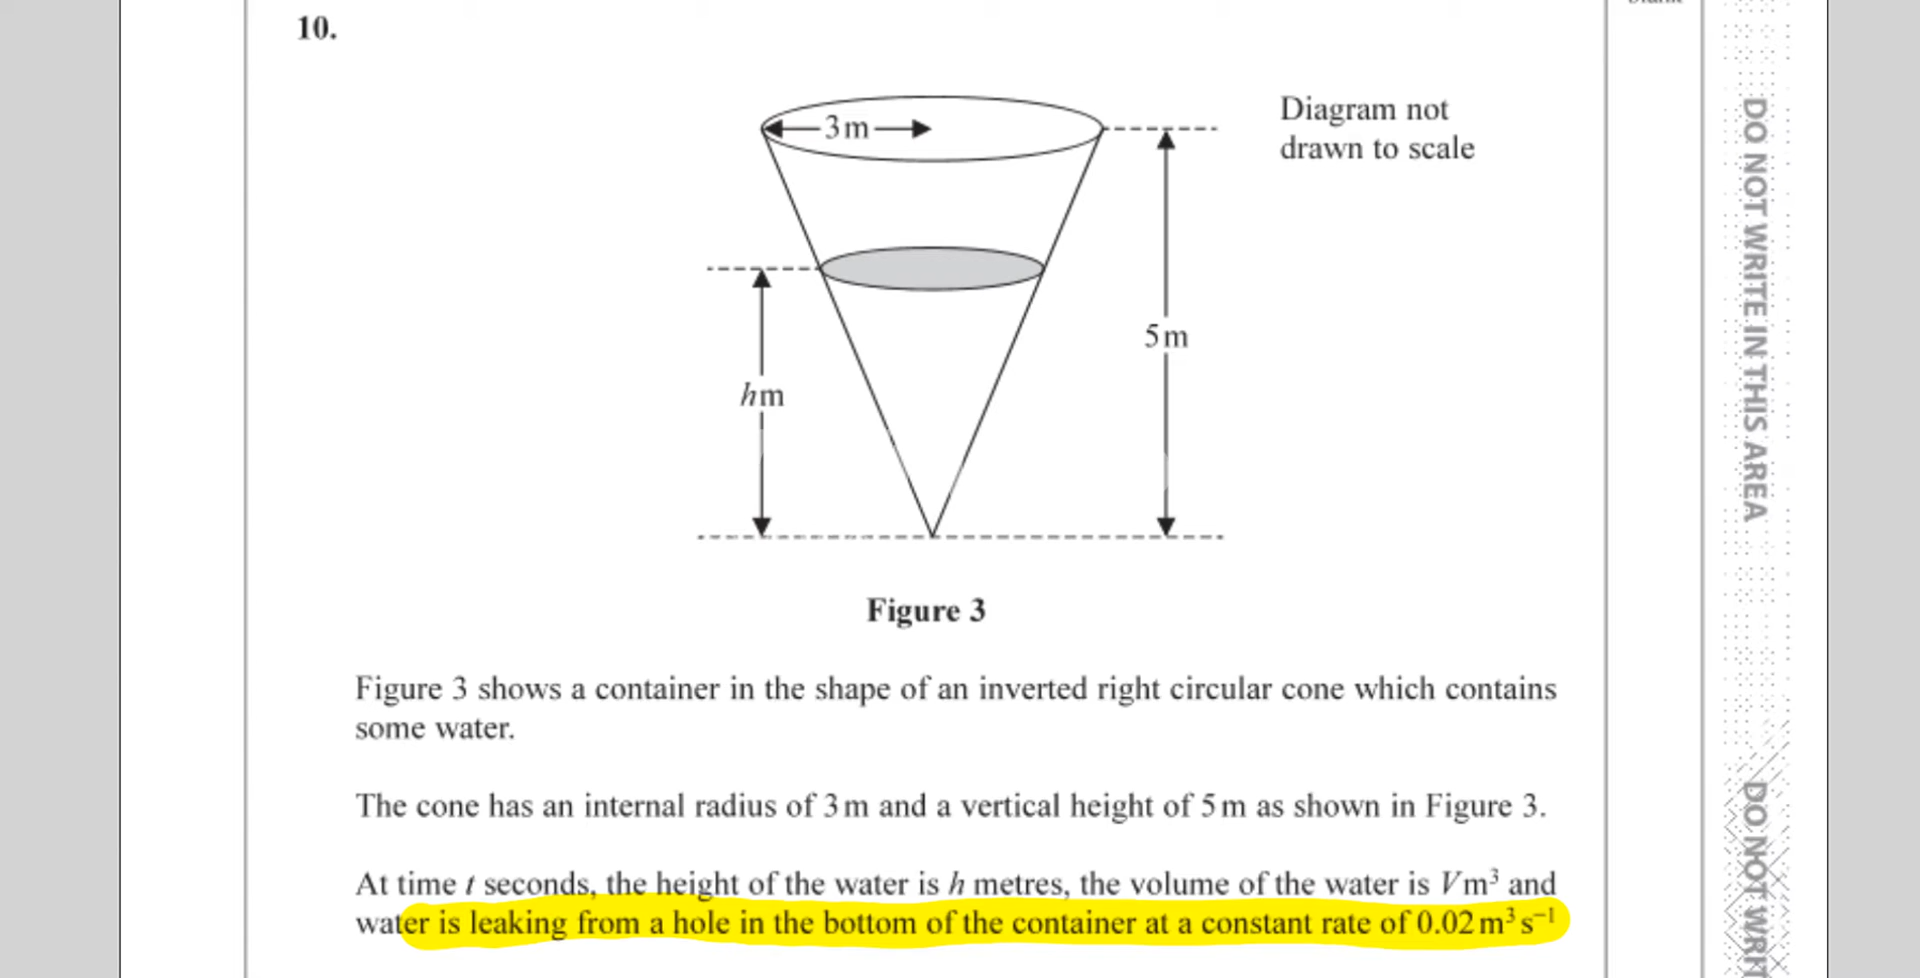 10.
3 m
Diagram not
drawn to scale
5 m
h m
Figure 3
Figure 3 shows a container in the shape of an inverted right circular cone which contains
some water.
The cone has an internal radius of 3 m and a vertical height of 5 m as shown in Figure 3.
At time t seconds, the height of the water is h metres, the volume of the water is V m³ and
water is leaking from a hole in the bottom of the container at a constant rate of 0.02 m³ s⁻¹
DO NOT WRITE IN THIS AREA
DO NOT WRI